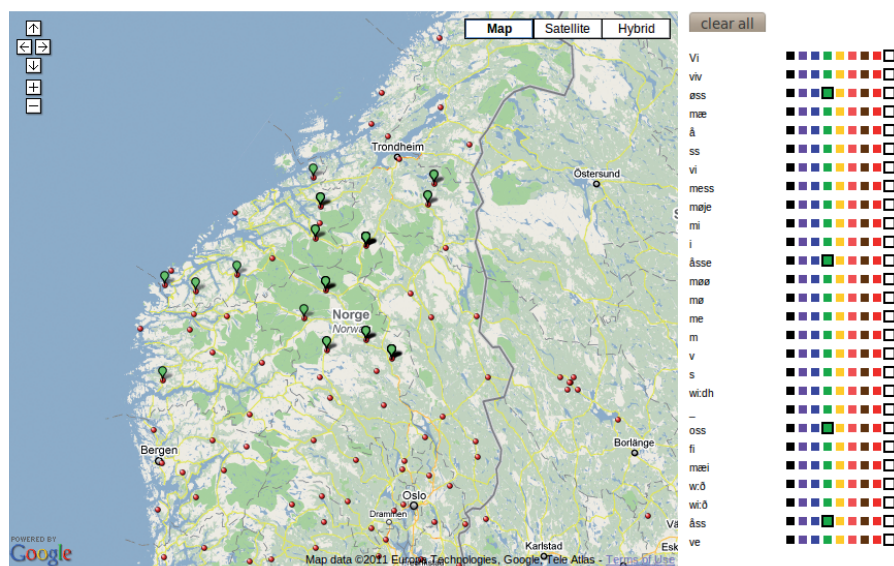 Map Satellite Hybrid
clear all
Trondheim
Östersund
Norge
Norway
Bergen
Borlänge
Oslo
Drammen
Karlstad
POWERED BY
Google
Map data ©2011 Europa Technologies, Google, Tele Atlas - Terms of Use
Vi
viv
øss
mæ
å
ss
vi
mess
møje
mi
i
åsse
møø
mø
me
m
v
s
wi:dh
_
oss
fi
mæi
w:ð
wi:ð
åss
ve